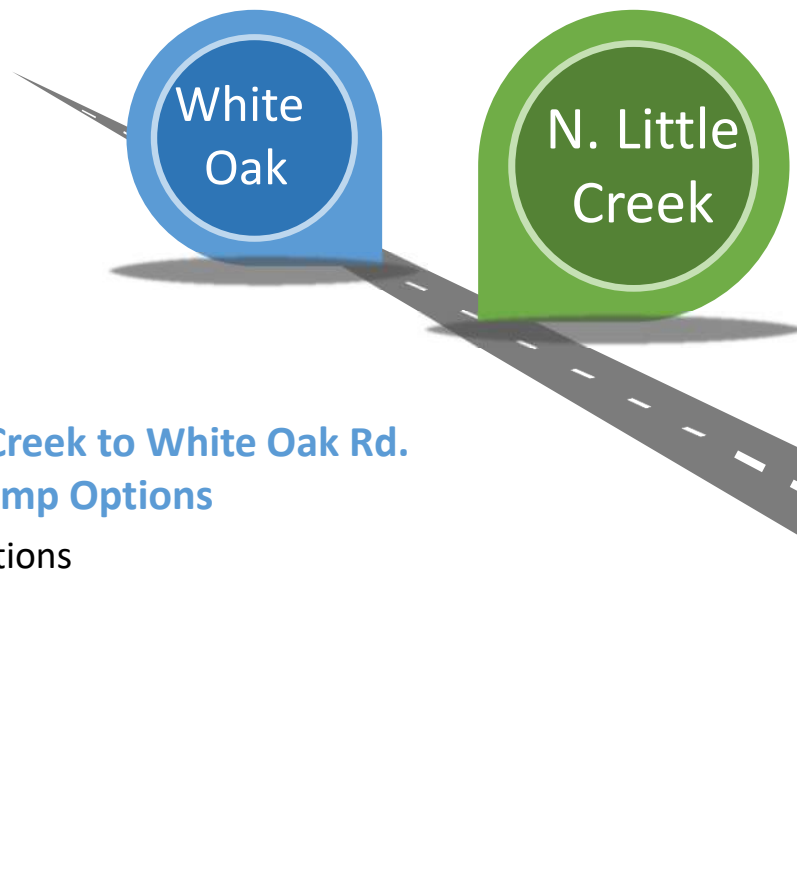 White
Oak
N. Little
Creek
Creek to White Oak Rd.
mp Options
tions